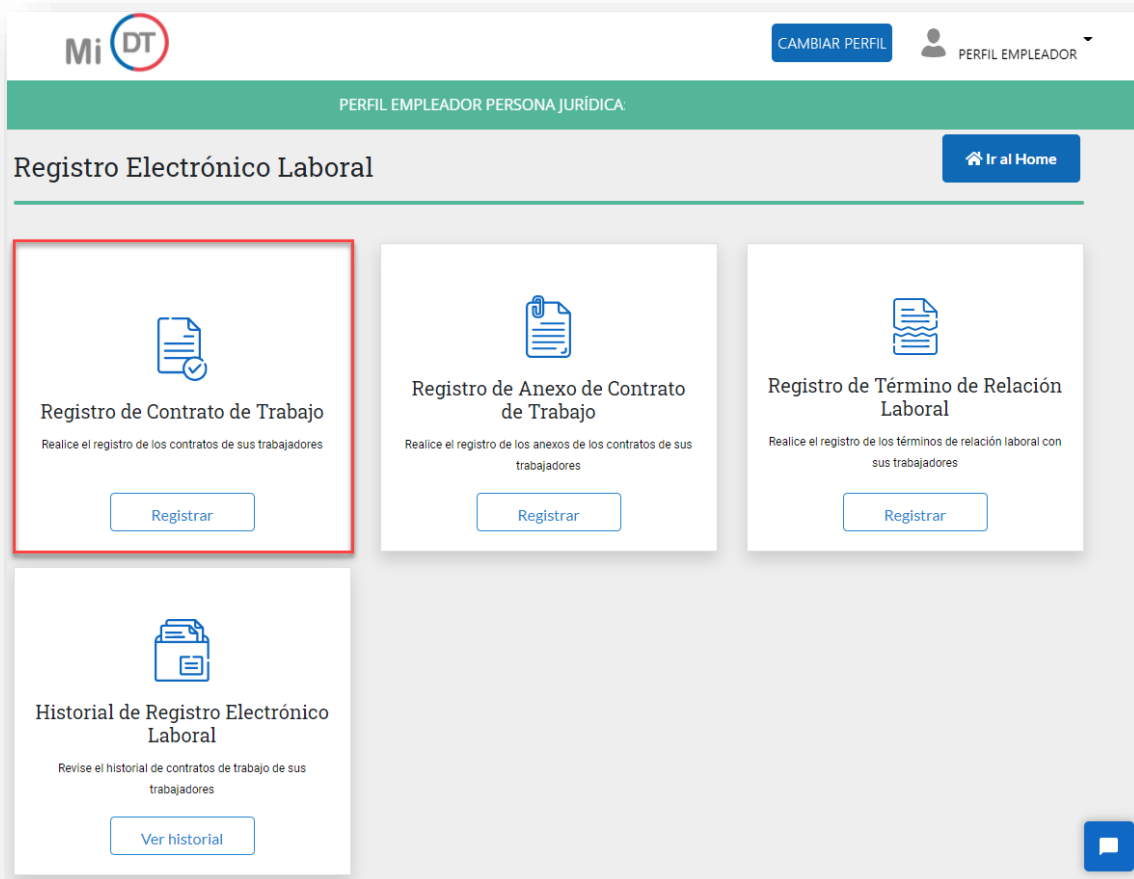 Mi DT
CAMBIAR PERFIL
PERFIL EMPLEADOR
PERFIL EMPLEADOR PERSONA JURÍDICA:
Registro Electrónico Laboral
Ir al Home
Registro de Contrato de Trabajo
Realice el registro de los contratos de sus trabajadores
Registrar
Registro de Anexo de Contrato
de Trabajo
Realice el registro de los anexos de los contratos de sus
trabajadores
Registrar
Registro de Término de Relación
Laboral
Realice el registro de los términos de relación laboral con
sus trabajadores
Registrar
Historial de Registro Electrónico
Laboral
Revise el historial de contratos de trabajo de sus
trabajadores
Ver historial